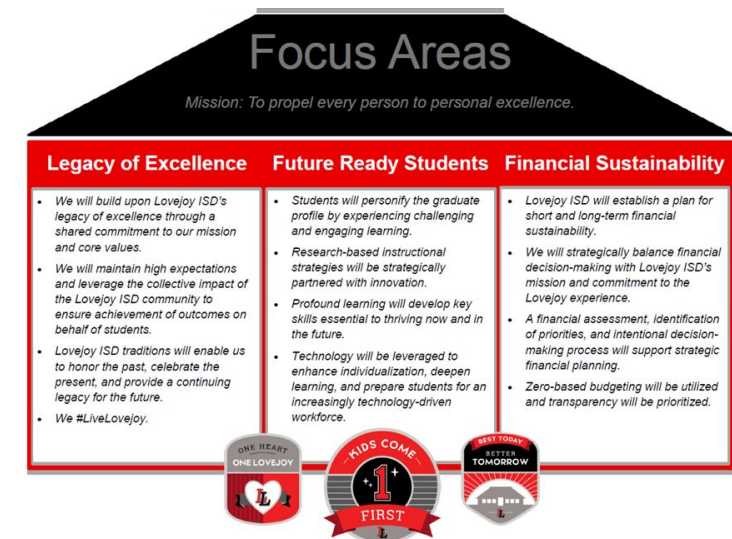 Focus Areas
Mission: To propel every person to personal excellence.
Legacy of Excellence
• We will build upon Lovejoy ISD's
legacy of excellence through a
shared commitment to our mission
and core values.
• We will maintain high expectations
and leverage the collective impact of
the Lovejoy ISD community to
ensure achievement of outcomes on
behalf of students.
• Lovejoy ISD traditions will enable us
to honor the past, celebrate the
present, and provide a continuing
legacy for the future.
• We #LiveLovejoy.
Future Ready Students
• Students will personify the graduate
profile by experiencing challenging
and engaging learning.
• Research-based instructional
strategies will be strategically
partnered with innovation.
• Profound learning will develop key
skills essential to thriving now and in
the future.
• Technology will be leveraged to
enhance individualization, deepen
learning, and prepare students for an
increasingly technology-driven
workforce.
Financial Sustainability
• Lovejoy ISD will establish a plan for
short and long-term financial
sustainability.
• We will strategically balance financial
decision-making with Lovejoy ISD's
mission and commitment to the
Lovejoy experience.
• A financial assessment, identification
of priorities, and intentional decision-
making process will support strategic
financial planning.
• Zero-based budgeting will be utilized
and transparency will be prioritized.
ONE HEART
ONE LOVEJOY
LL
KIDS COME
1
FIRST
LL
BEST TODAY
BETTER
TOMORROW
LL